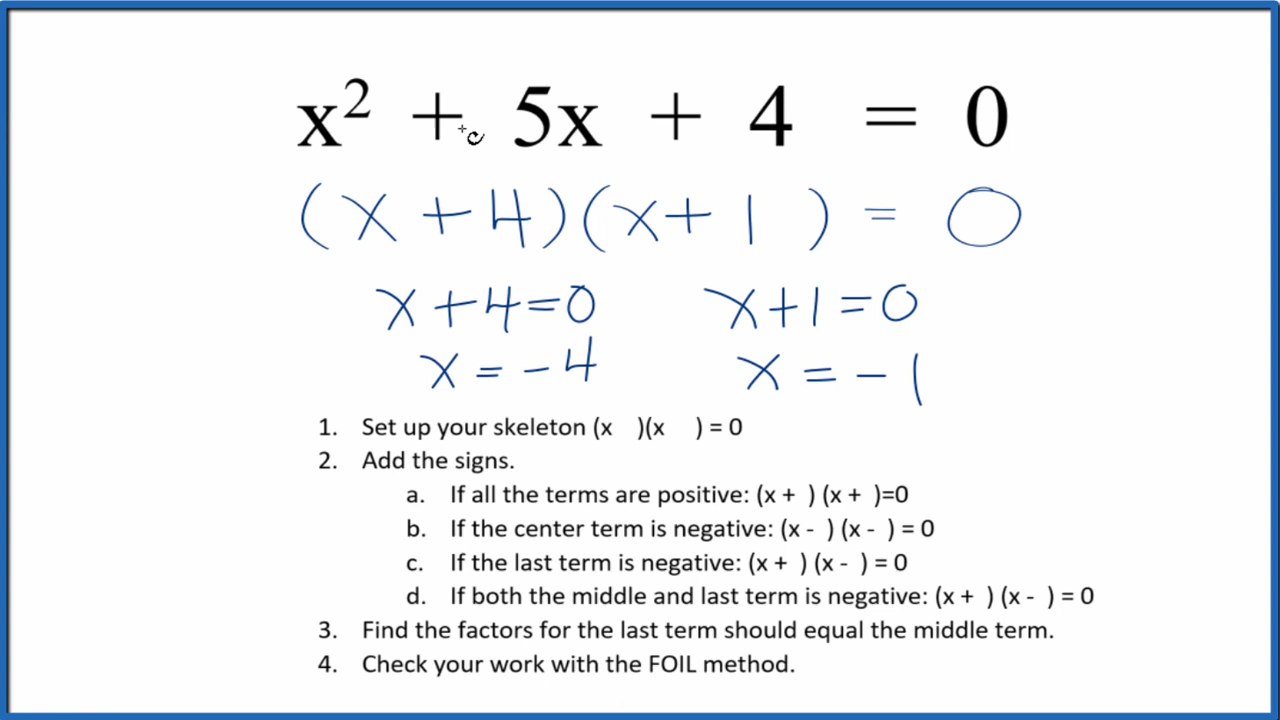 x² + 5x + 4 = 0
(x + 4)(x + 1) = 0
x + 4 = 0 x + 1 = 0
x = -4 x = -1
1. Set up your skeleton (x )(x ) = 0
2. Add the signs.
a. If all the terms are positive: (x + ) (x + )=0
b. If the center term is negative: (x - ) (x - ) = 0
c. If the last term is negative: (x + ) (x - ) = 0
d. If both the middle and last term is negative: (x + ) (x - ) = 0
3. Find the factors for the last term should equal the middle term.
4. Check your work with the FOIL method.